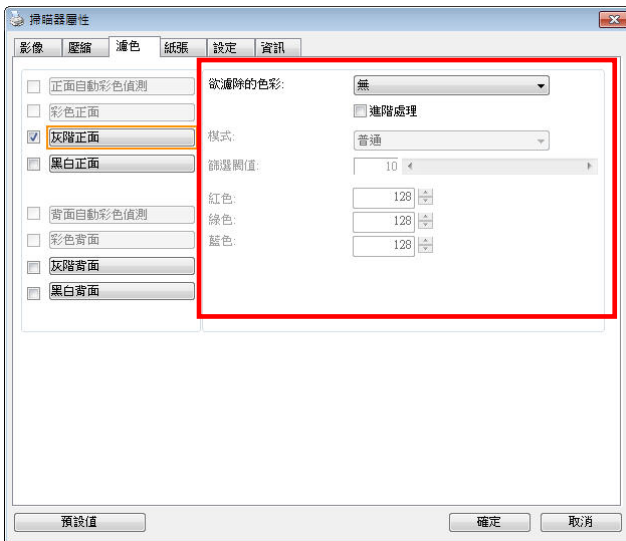 掃瞄器屬性
影像 壓縮 濾色 紙張 設定 資訊
正面自動彩色偵測
彩色正面
灰階正面
黑白正面
背面自動彩色偵測
彩色背面
灰階背面
黑白背面
欲濾除的色彩: 無
進階處理
模式: 普通
篩選閥值: 10
紅色: 128
綠色: 128
藍色: 128
預設值 確定 取消